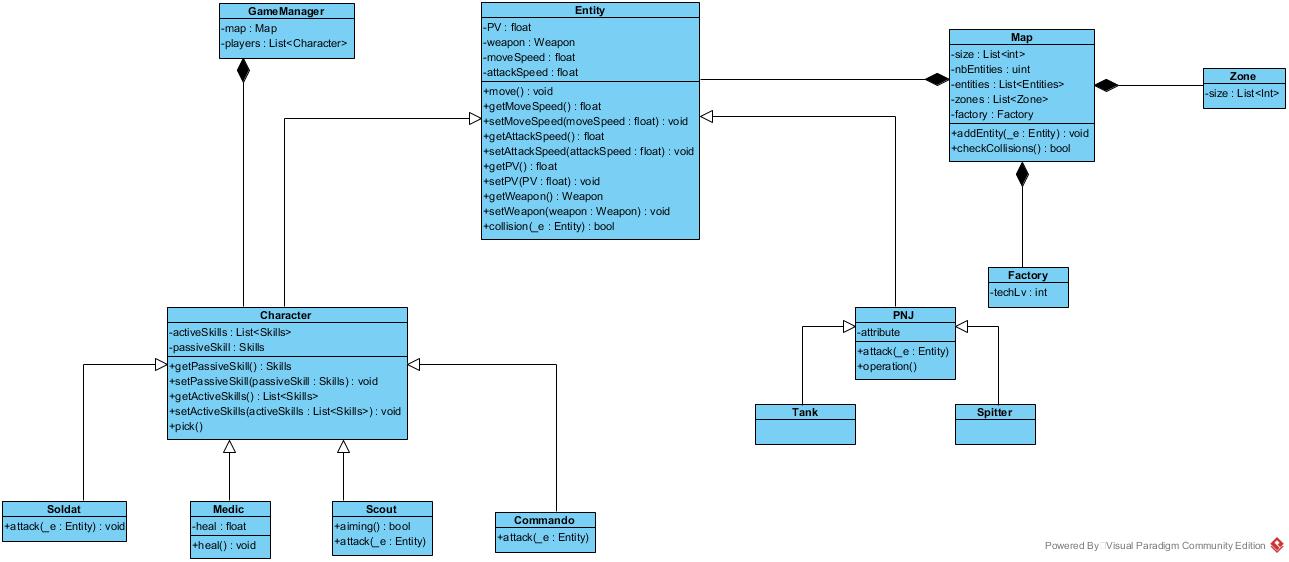 GameManager
-map : Map
-players : List<Character>
Entity
-PV : float
-weapon : Weapon
-moveSpeed : float
-attackSpeed : float
+move() : void
+getMoveSpeed() : float
+setMoveSpeed(moveSpeed : float) : void
+getAttackSpeed() : float
+setAttackSpeed(attackSpeed : float) : void
+getPV() : float
+setPV(PV : float) : void
+getWeapon() : Weapon
+setWeapon(weapon : Weapon) : void
+collision(_e : Entity) : bool
Map
-size : List<int>
-nbEntities : uint
-entities : List<Entities>
-zones : List<Zone>
-factory : Factory
+addEntity(_e : Entity) : void
+checkCollisions() : bool
Zone
-size : List<Int>
Factory
-techLv : int
Character
-activeSkills : List<Skills>
-passiveSkill : Skills
+getPassiveSkill() : Skills
+setPassiveSkill(passiveSkill : Skills) : void
+getActiveSkills() : List<Skills>
+setActiveSkills(activeSkills : List<Skills>) : void
+pick()
PNJ
-attribute
+attack(_e : Entity)
+operation()
Tank
Spitter
Soldat
+attack(_e : Entity) : void
Medic
-heal : float
+heal() : void
Scout
+aiming() : bool
+attack(_e : Entity)
Commando
+attack(_e : Entity)
Powered By Visual Paradigm Community Edition